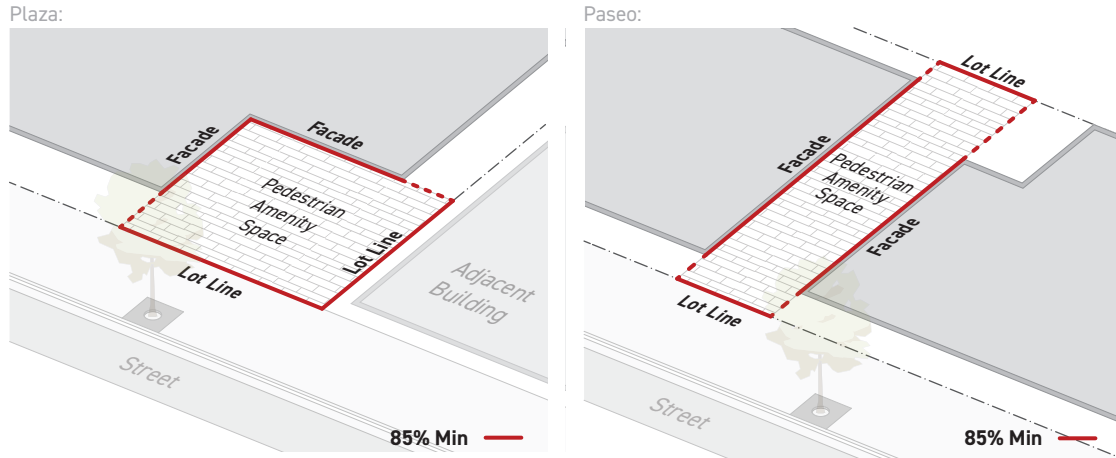 Plaza:
Facade
Facade
Pedestrian
Amenity
Space
Lot Line
Lot Line
Adjacent
Building
Street
85% Min
Paseo:
Lot Line
Facade
Pedestrian
Amenity
Space
Facade
Lot Line
Street
85% Min